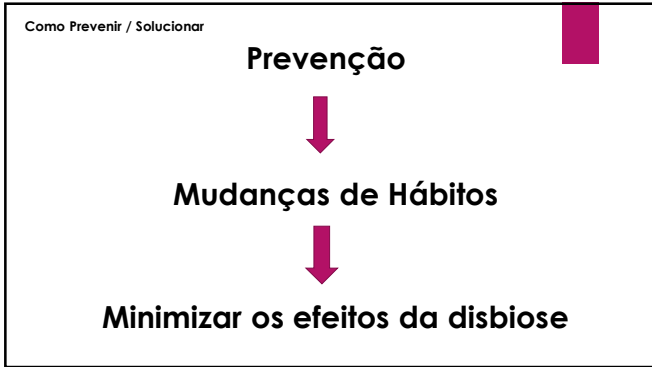 Como Prevenir / Solucionar
Prevenção
Mudanças de Hábitos
Minimizar os efeitos da disbiose